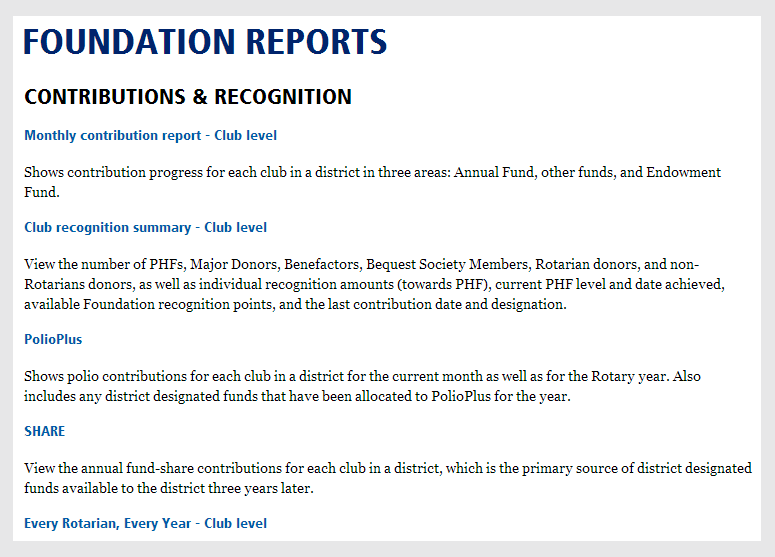 FOUNDATION REPORTS
CONTRIBUTIONS & RECOGNITION
Monthly contribution report - Club level
Shows contribution progress for each club in a district in three areas: Annual Fund, other funds, and Endowment
Fund.
Club recognition summary - Club level
View the number of PHFs, Major Donors, Benefactors, Bequest Society Members, Rotarian donors, and non-
Rotarians donors, as well as individual recognition amounts (towards PHF), current PHF level and date achieved,
available Foundation recognition points, and the last contribution date and designation.
PolioPlus
Shows polio contributions for each club in a district for the current month as well as for the Rotary year. Also
includes any district designated funds that have been allocated to PolioPlus for the year.
SHARE
View the annual fund-share contributions for each club in a district, which is the primary source of district designated
funds available to the district three years later.
Every Rotarian, Every Year - Club level